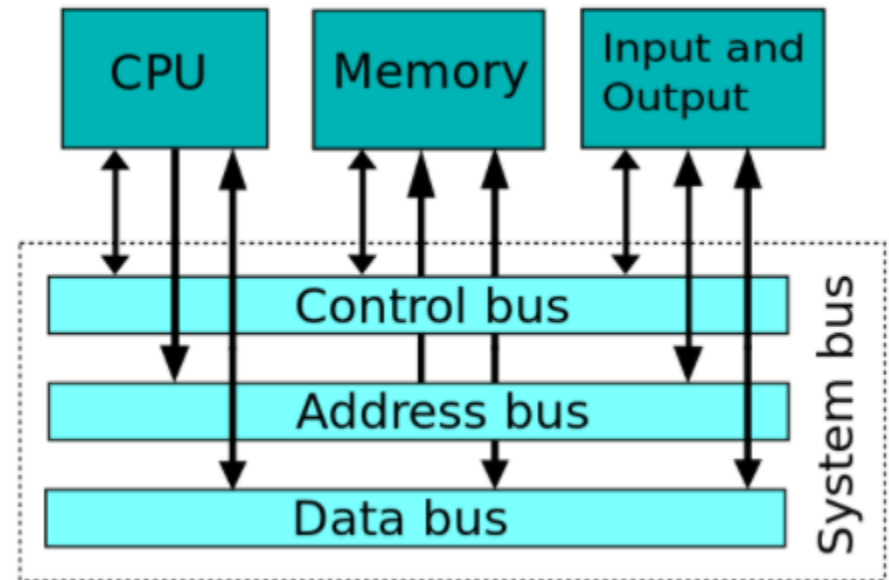 CPU
Memory
Input and
Output
Control bus
Address bus
Data bus
System bus